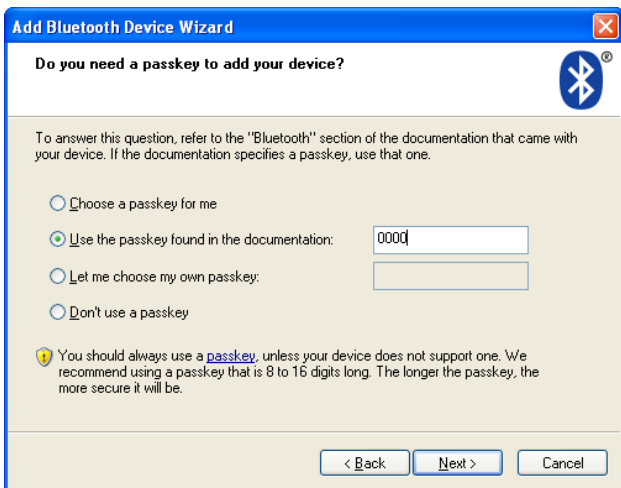 Add Bluetooth Device Wizard
Do you need a passkey to add your device?
®
To answer this question, refer to the "Bluetooth" section of the documentation that came with
your device. If the documentation specifies a passkey, use that one.
Choose a passkey for me
Use the passkey found in the documentation: 0000
Let me choose my own passkey:
Don't use a passkey
You should always use a passkey, unless your device does not support one. We
recommend using a passkey that is 8 to 16 digits long. The longer the passkey, the
more secure it will be.
< Back Next > Cancel